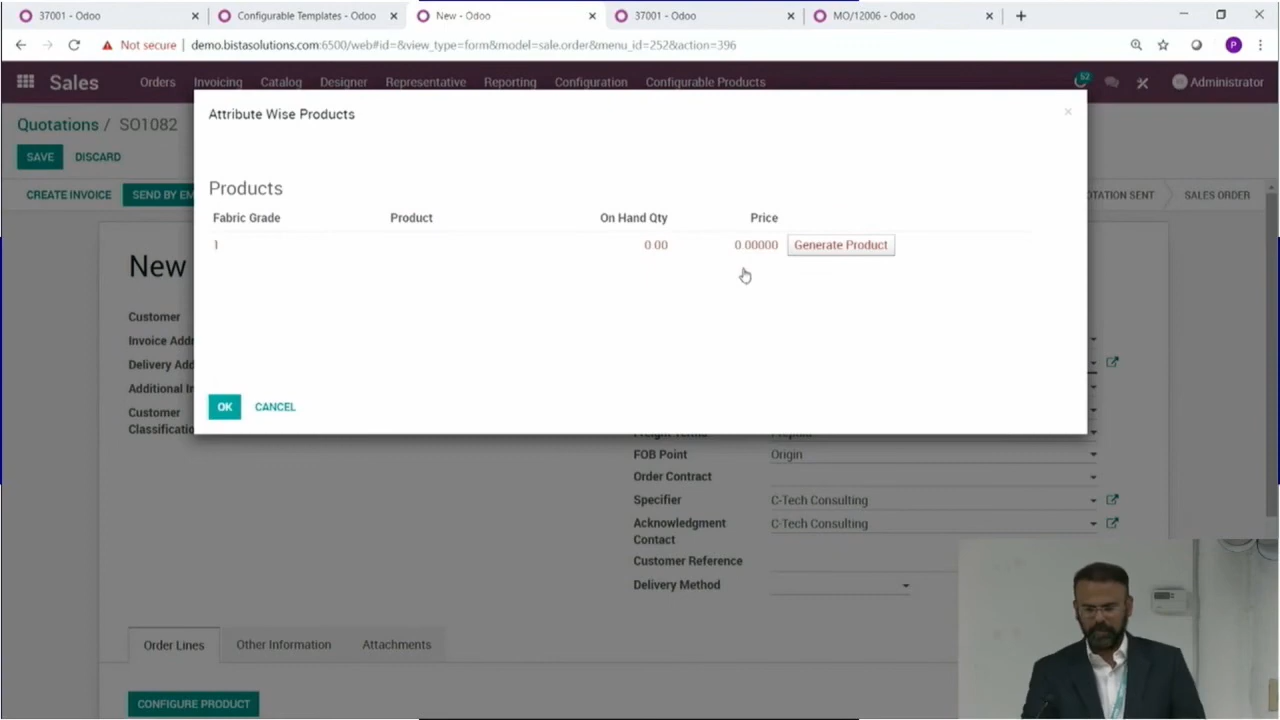 37001 - Odoo
Configurable Templates - Odoo
New - Odoo
37001 - Odoo
MO/12006 - Odoo
Not secure
demo.bistasolutions.com:6500/web#id=&view_type=form&model=sale.order&menu_id=252&action=396
P
Sales
Orders
Invoicing
Catalog
Designer
Representative
Reporting
Configuration
Configurable Products
52
Administrator
Quotations / SO1082
SAVE
DISCARD
CREATE INVOICE
SEND BY EM
OTATION SENT
SALES ORDER
Attribute Wise Products
×
Products
Fabric Grade
Product
On Hand Qty
Price
1
0.00
0.00000
Generate Product
OK
CANCEL
New
Customer
Invoice Addr
Delivery Add
Additional In
Customer
Classificatio
FOB Point
Origin
Order Contract
Specifier
C-Tech Consulting
Acknowledgment
Contact
C-Tech Consulting
Customer Reference
Delivery Method
Order Lines
Other Information
Attachments
CONFIGURE PRODUCT